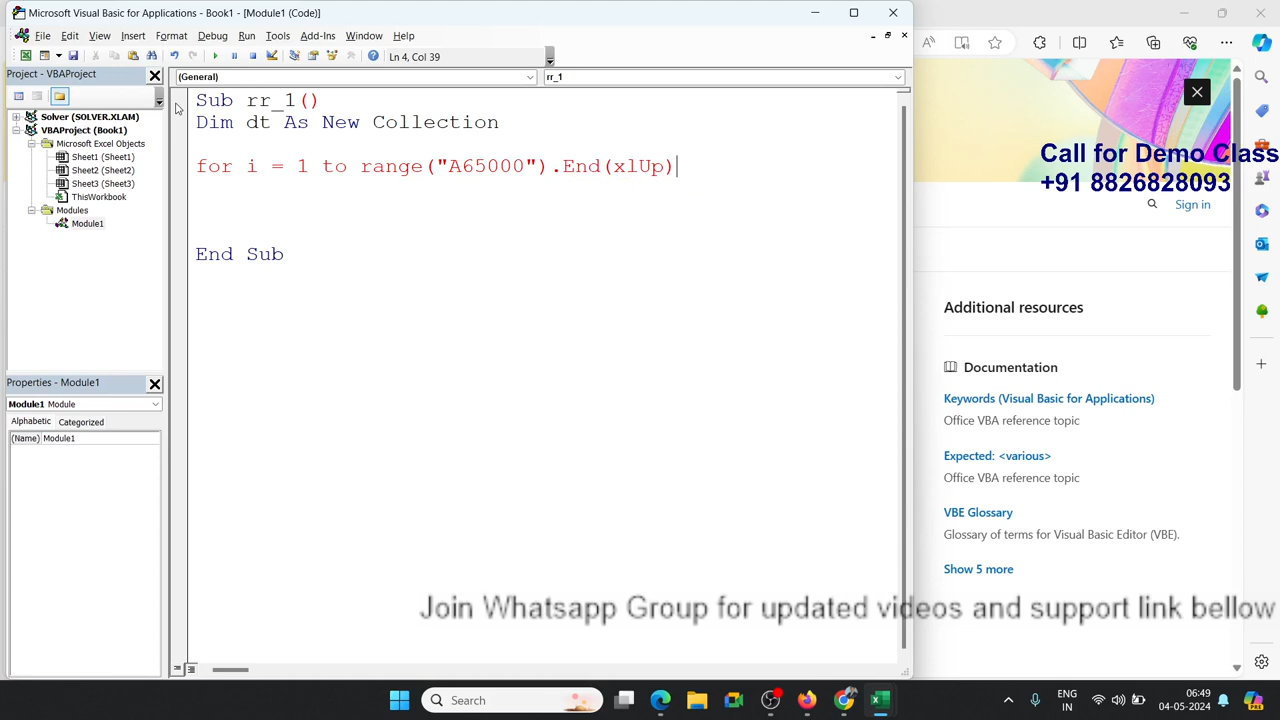 Microsoft Visual Basic for Applications - Book1 - [Module1 (Code)]
File Edit View Insert Format Debug Run Tools Add-Ins Window Help
Ln 4, Col 39
Project - VBAProject
(General)
rr_1
Solver (SOLVER.XLAM)
VBAProject (Book1)
Microsoft Excel Objects
Sheet1 (Sheet1)
Sheet2 (Sheet2)
Sheet3 (Sheet3)
ThisWorkbook
Modules
Module1
Sub rr_1()
Dim dt As New Collection
for i = 1 to range("A65000").End(xlUp)
End Sub
Properties - Module1
Module1 Module
Alphabetic Categorized
(Name) Module1
Call for Demo Class
+91 8826828093
Sign in
Additional resources
Documentation
Keywords (Visual Basic for Applications)
Office VBA reference topic
Expected: <various>
Office VBA reference topic
VBE Glossary
Glossary of terms for Visual Basic Editor (VBE).
Show 5 more
Join Whatsapp Group for updated videos and support link bellow
Search
ENG
IN
06:49
04-05-2024